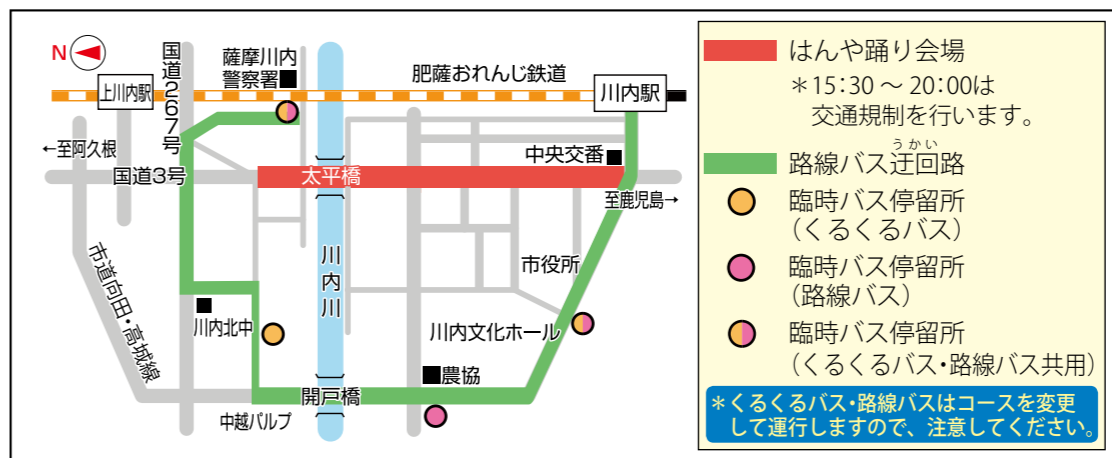 N
国道267号
薩摩川内
警察署
肥薩おれんじ鉄道
上川内駅
川内駅
←至阿久根
国道3号
太平橋
中央交番
至鹿児島→
市道向田・高城線
川内川
市役所
川内北中
川内文化ホール
農協
開戸橋
中越パルプ
はんや踊り会場
＊15：30～20：00は
交通規制を行います。
うかい
路線バス迂回路
臨時バス停留所
（くるくるバス）
臨時バス停留所
（路線バス）
臨時バス停留所
（くるくるバス・路線バス共用）
＊くるくるバス・路線バスはコースを変更
して運行しますので、注意してください。